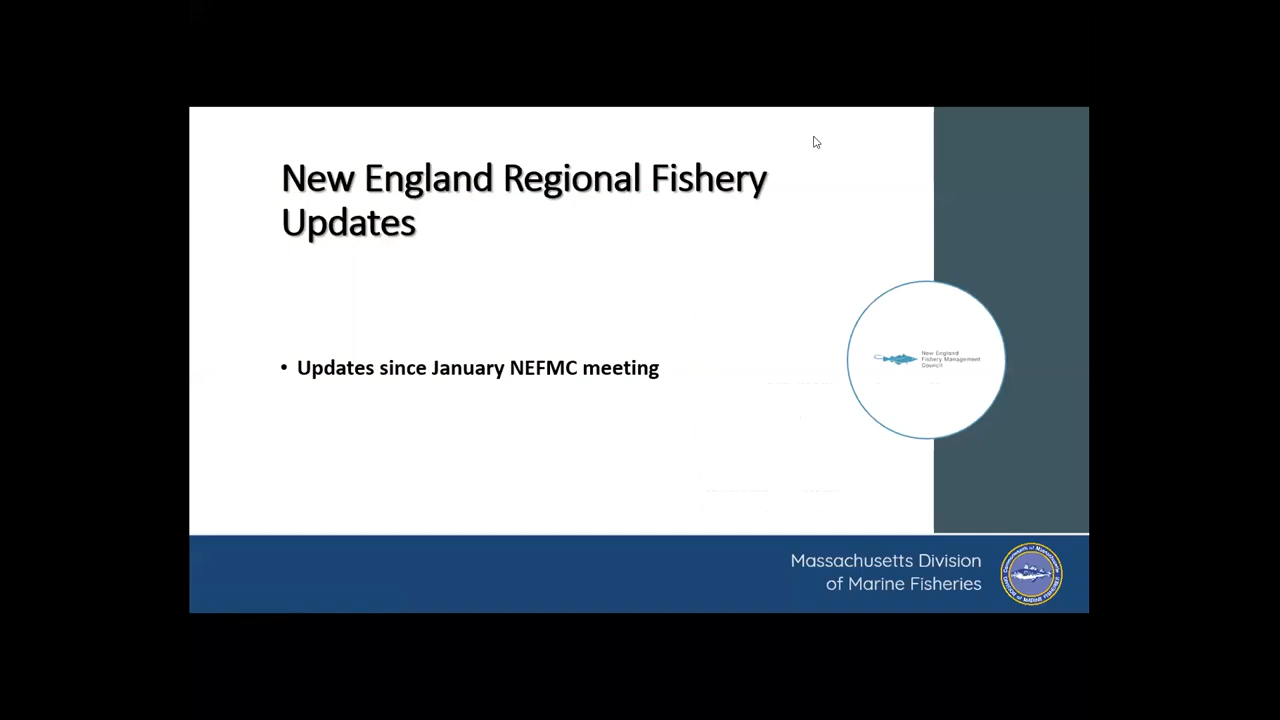 New England Regional Fishery
Updates
• Updates since January NEFMC meeting
New England
Fishery Management
Council
Massachusetts Division
of Marine Fisheries